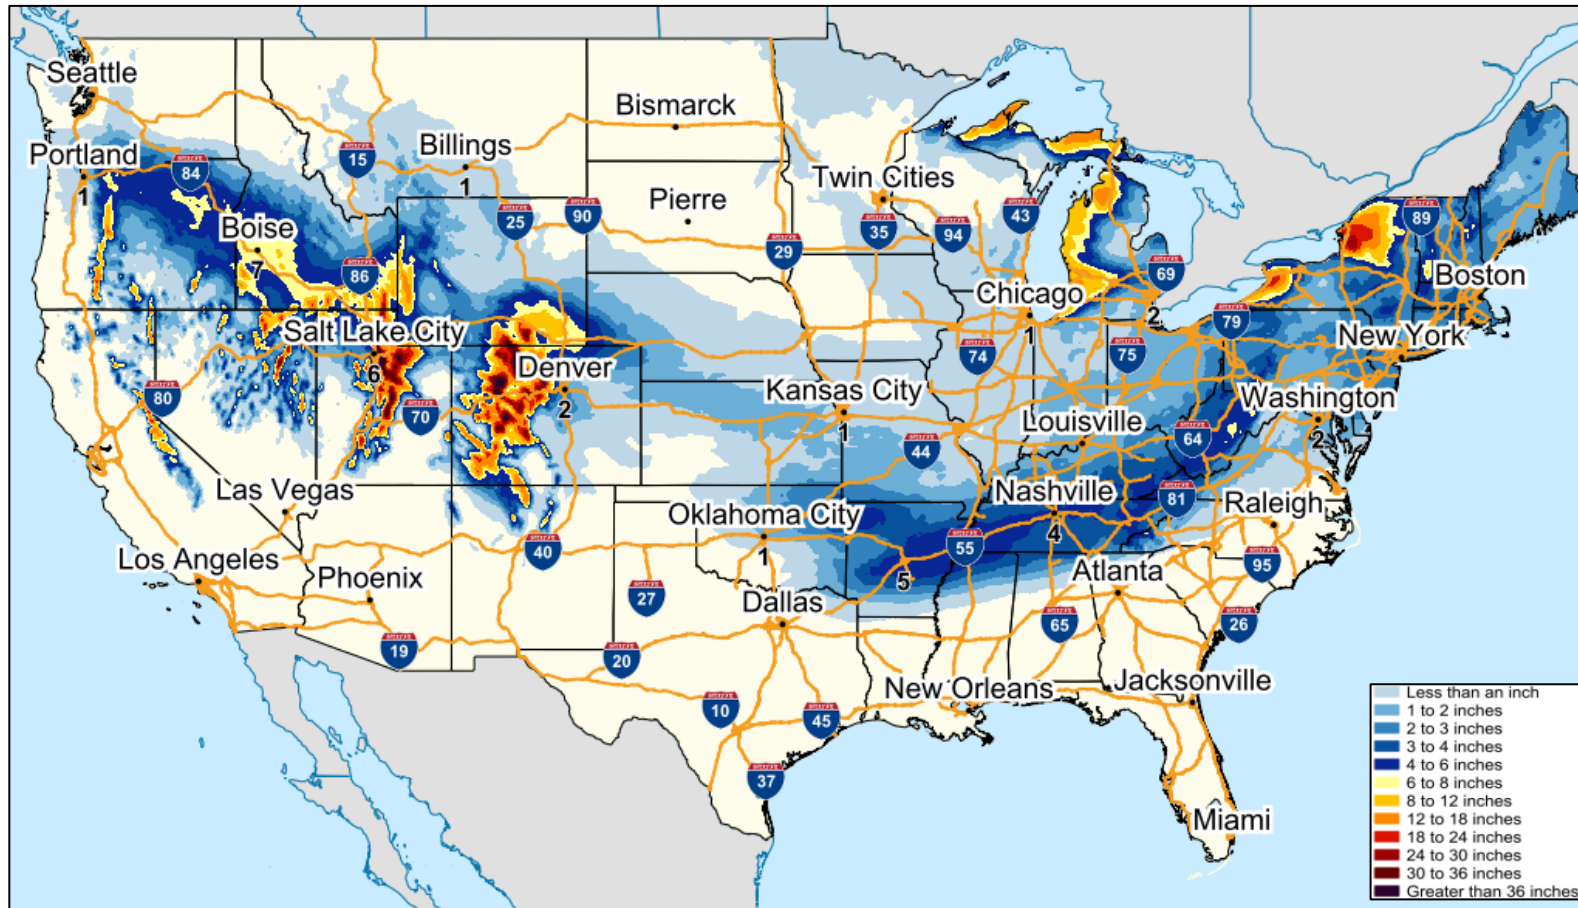 Seattle
Bismarck
Portland
84
15
Billings
1
1
Twin Cities
Pierre
25
90
43
89
35
94
Boise
29
7
86
69
Boston
Chicago
Salt Lake City
1
2
79
New York
74
75
6
Denver
80
70
2
Kansas City
Washington
1
Louisville
2
64
44
Las Vegas
Nashville
81
Raleigh
Oklahoma City
4
40
1
55
95
Los Angeles
Phoenix
5
Atlanta
27
Dallas
65
26
19
20
New Orleans
Jacksonville
10
45
37
Miami
Less than an inch
1 to 2 inches
2 to 3 inches
3 to 4 inches
4 to 6 inches
6 to 8 inches
8 to 12 inches
12 to 18 inches
18 to 24 inches
24 to 30 inches
30 to 36 inches
Greater than 36 inches